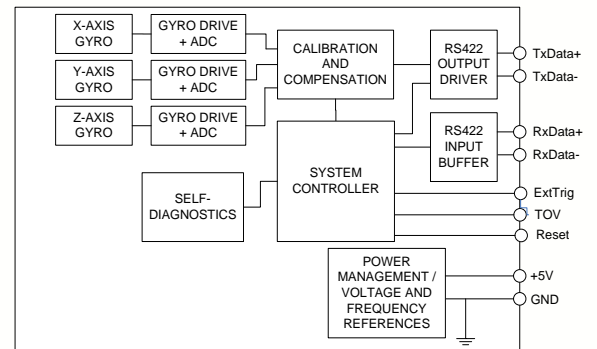 X-AXIS
GYRO
GYRO DRIVE
+ ADC
Y-AXIS
GYRO
GYRO DRIVE
+ ADC
Z-AXIS
GYRO
GYRO DRIVE
+ ADC
CALIBRATION
AND
COMPENSATION
RS422
OUTPUT
DRIVER
TxData+
TxData-
RS422
INPUT
BUFFER
RxData+
RxData-
SYSTEM
CONTROLLER
SELF-
DIAGNOSTICS
ExtTrig
TOV
Reset
POWER
MANAGEMENT /
VOLTAGE AND
FREQUENCY
REFERENCES
+5V
GND